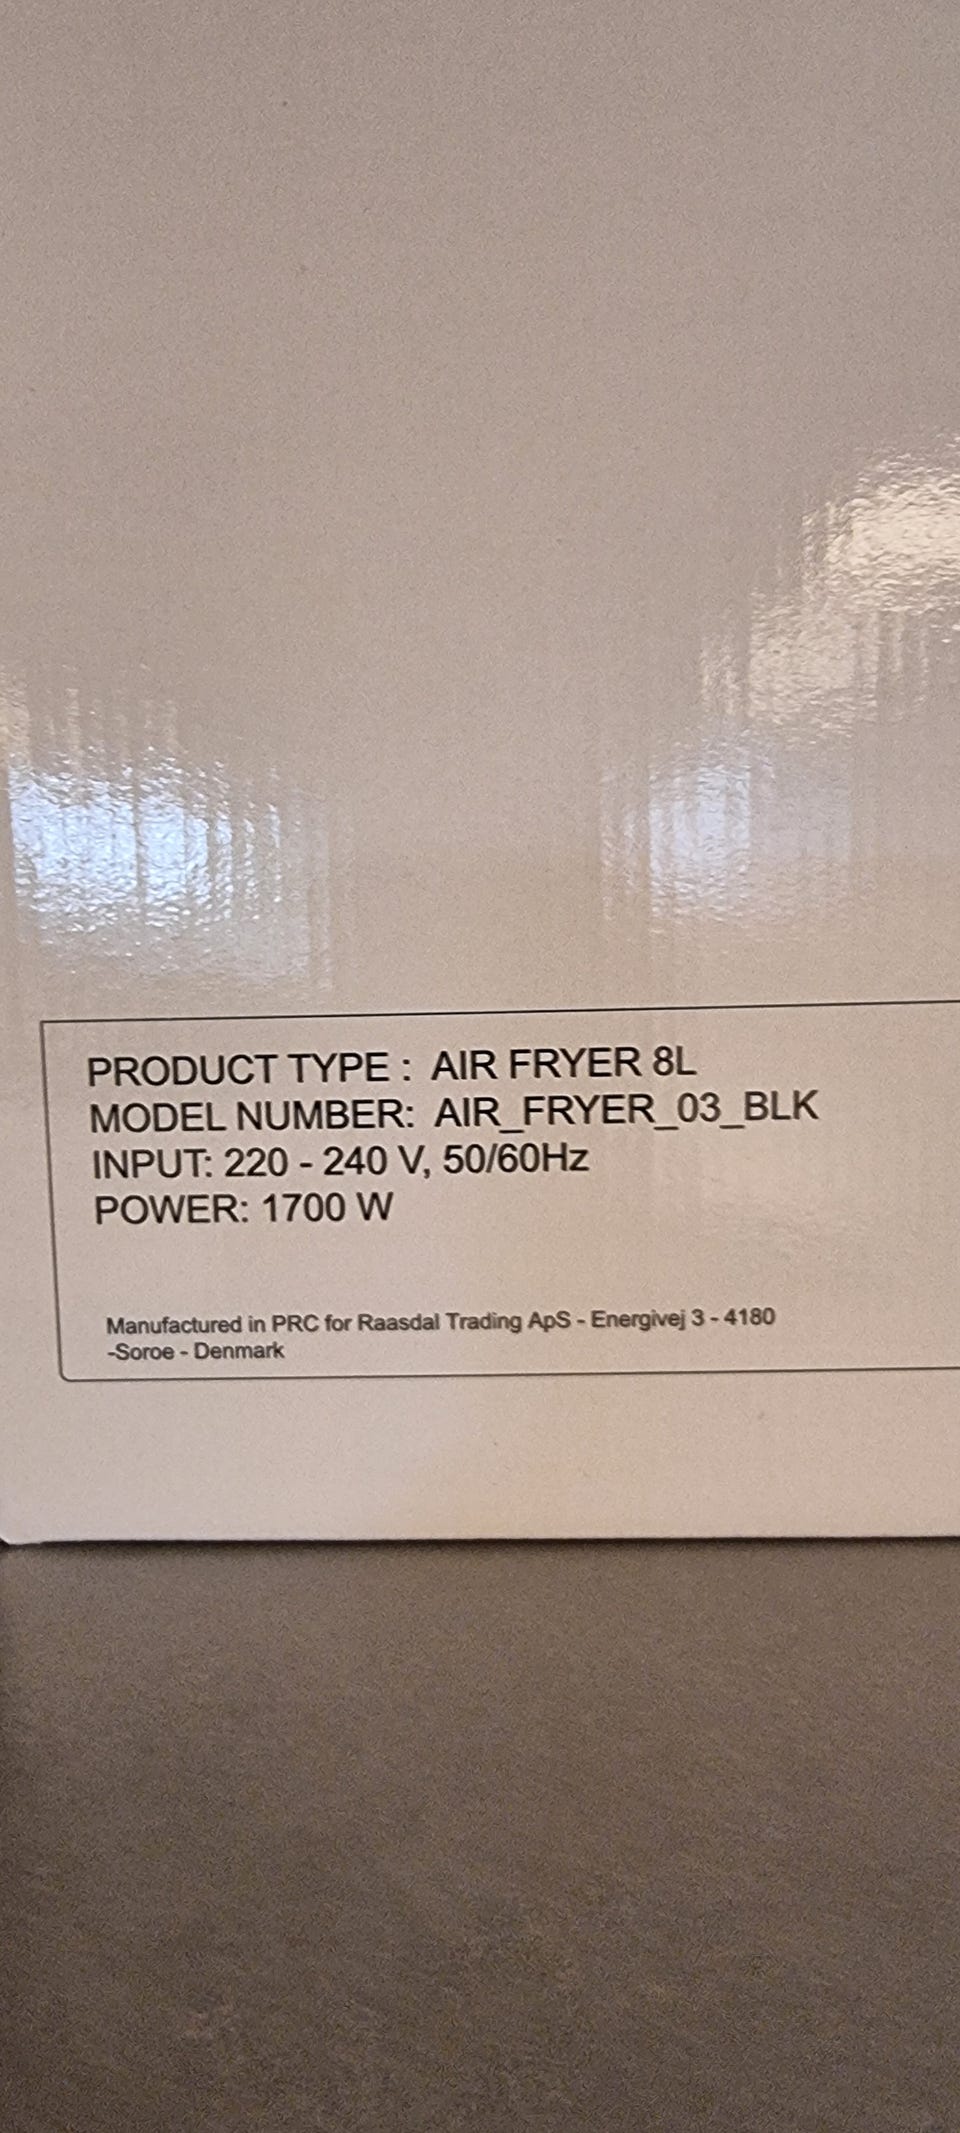 PRODUCT TYPE : AIR FRYER 8L
MODEL NUMBER: AIR_FRYER_03_BLK
INPUT: 220 - 240 V, 50/60Hz
POWER: 1700 W
Manufactured in PRC for Raasdal Trading ApS - Energivej 3 - 4180
-Soroe - Denmark